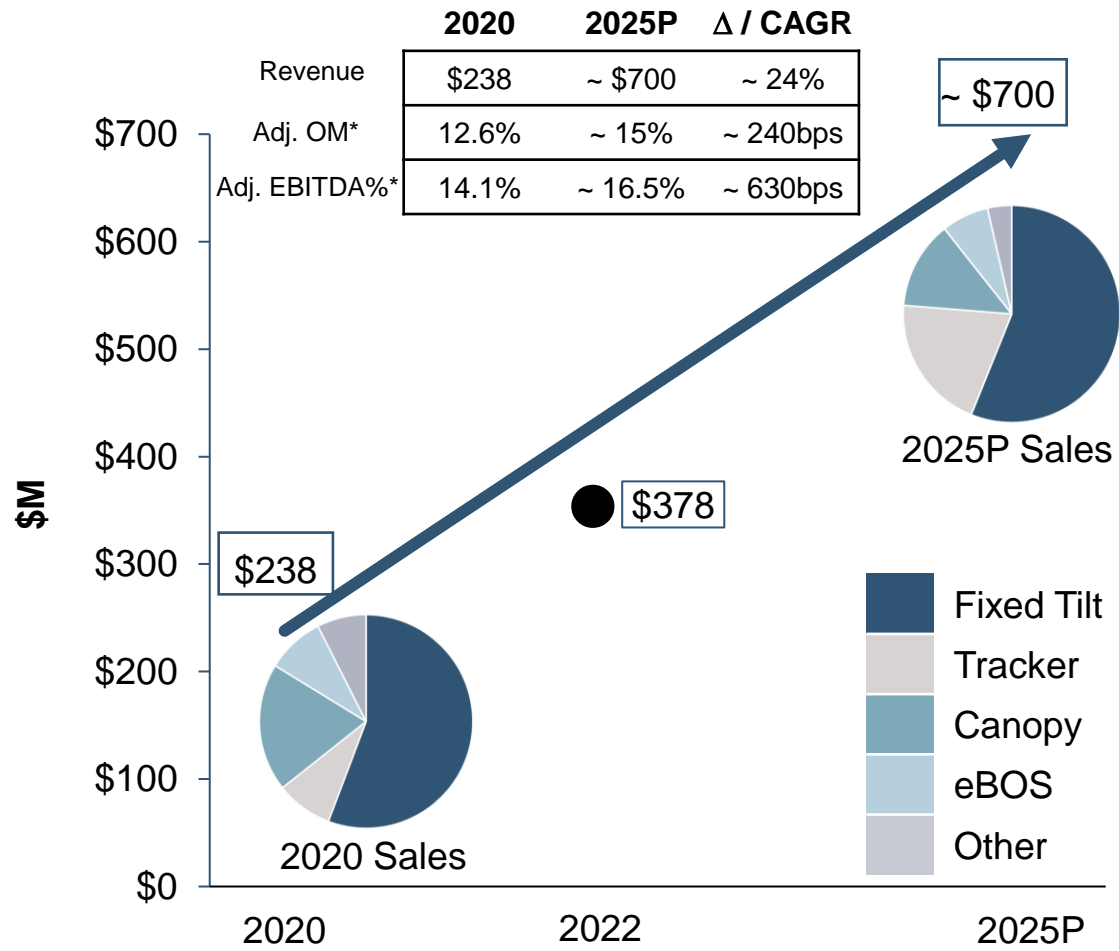 2020 2025P Δ / CAGR
Revenue $238 ~ $700 ~ 24%
Adj. OM* 12.6% ~ 15% ~ 240bps
Adj. EBITDA%* 14.1% ~ 16.5% ~ 630bps
~ $700
$700
$600
$500
$400
$300
$200
$100
$0
$M
2025P Sales
$378
$238
Fixed Tilt
Tracker
Canopy
eBOS
Other
2020 Sales
2020 2022 2025P